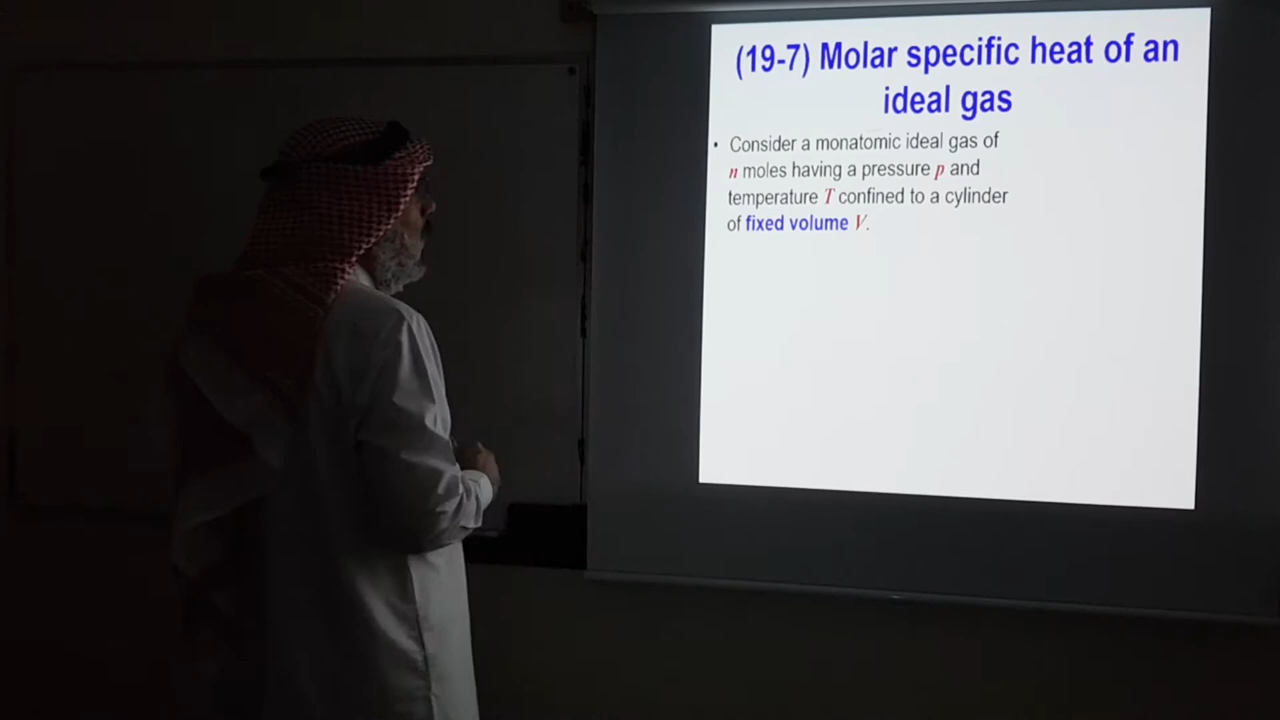 (19-7) Molar specific heat of an
ideal gas
• Consider a monatomic ideal gas of
n moles having a pressure p and
temperature T confined to a cylinder
of fixed volume V.